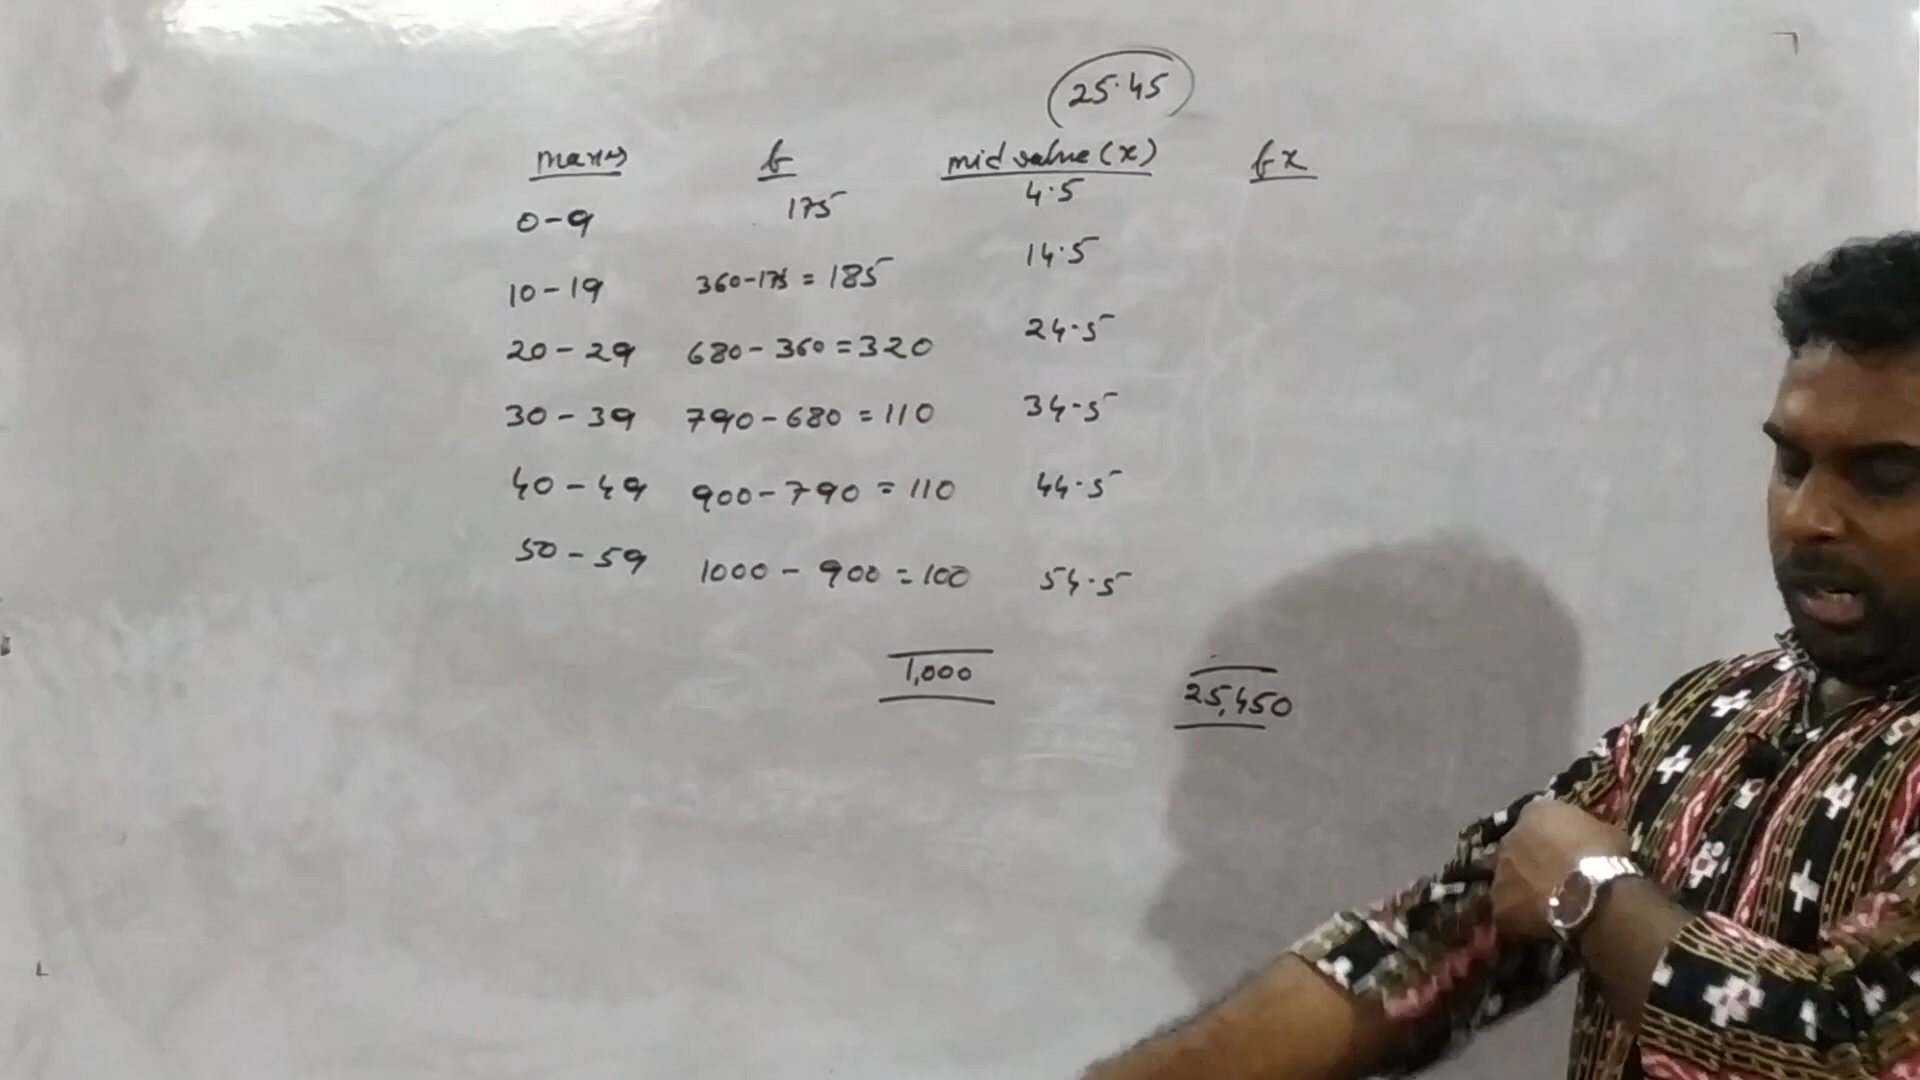 25.45
marks f mid value (x) fx
0-9 175 4.5
10-19 360-175 = 185 14.5
20-29 680-360=320 24.5
30-39 790-680=110 34.5
40-49 900-790=110 44.5
50-59 1000-900=100 54.5
1,000 25,450